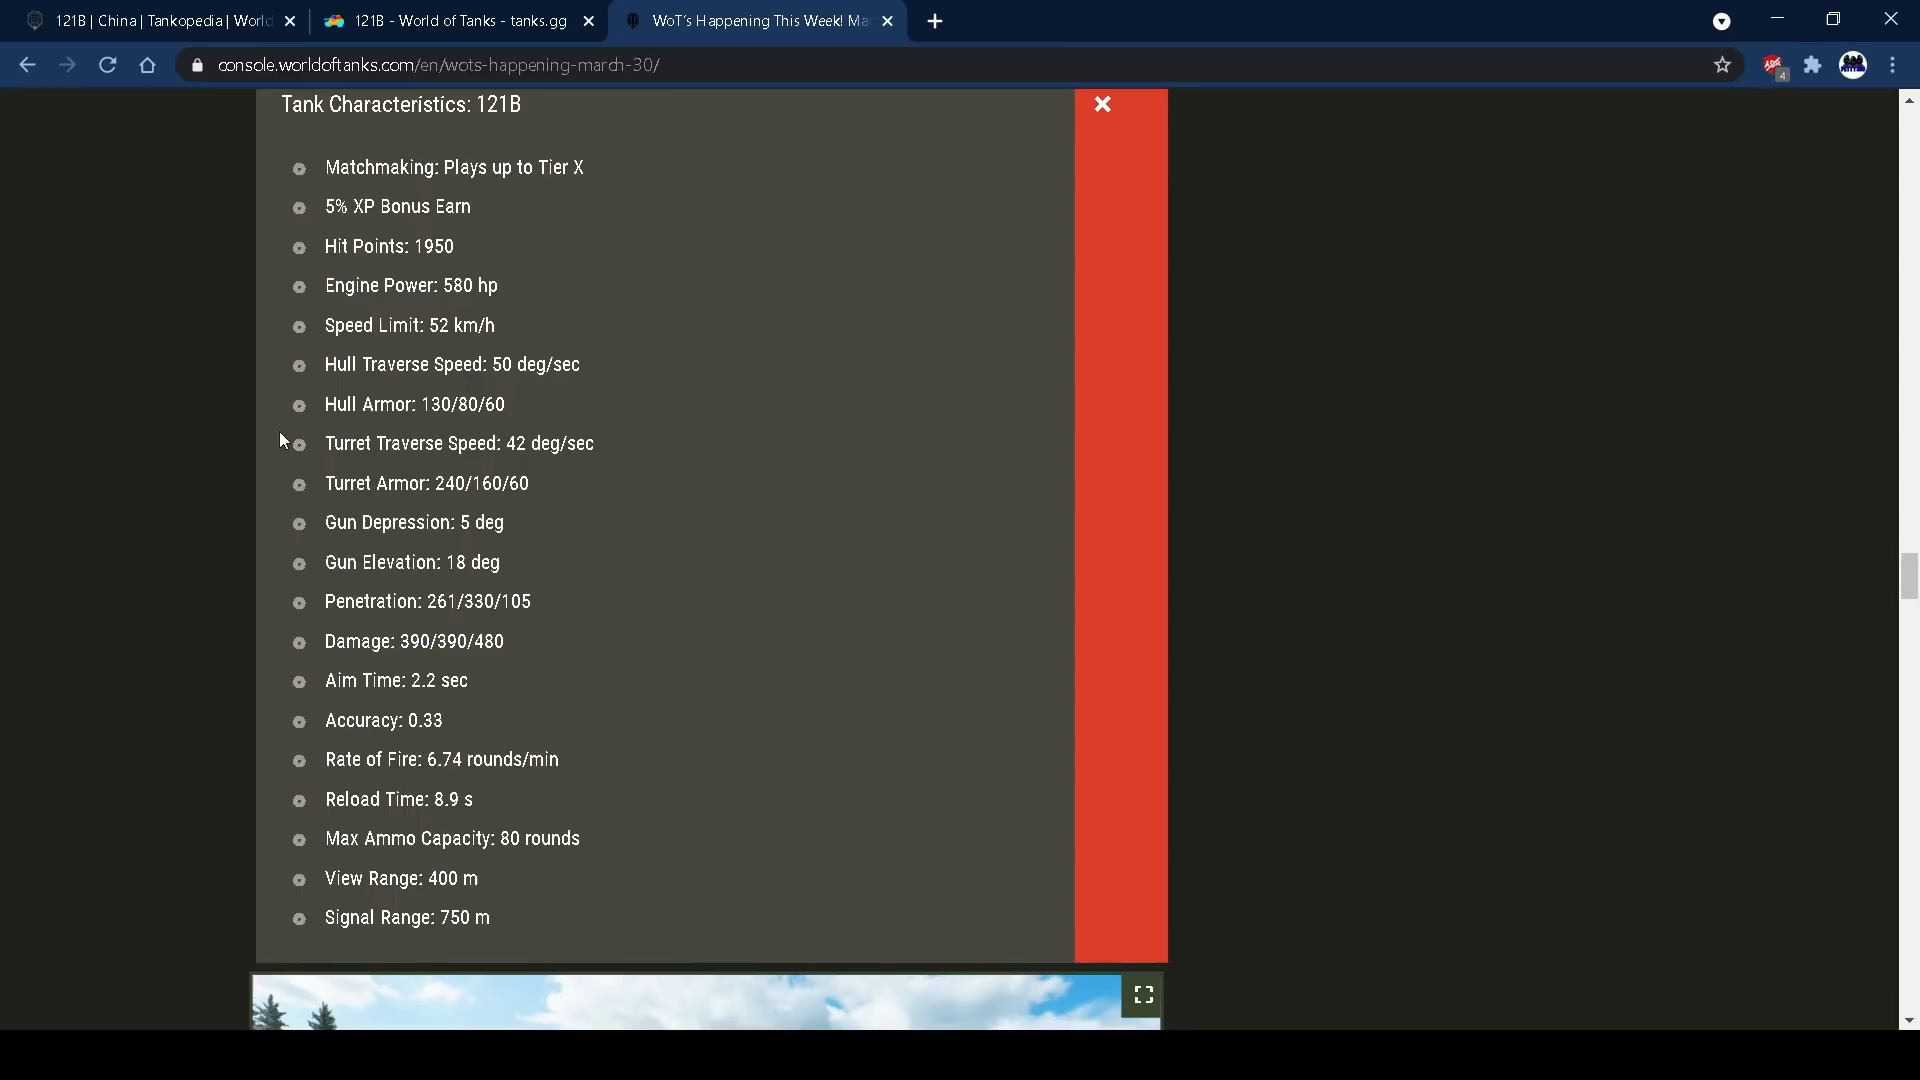 121B | China | Tankopedia | World
121B - World of Tanks - tanks.gg
WoT's Happening This Week! Ma
console.worldoftanks.com/en/wots-happening-march-30/
4
Tank Characteristics: 121B
Matchmaking: Plays up to Tier X
5% XP Bonus Earn
Hit Points: 1950
Engine Power: 580 hp
Speed Limit: 52 km/h
Hull Traverse Speed: 50 deg/sec
Hull Armor: 130/80/60
Turret Traverse Speed: 42 deg/sec
Turret Armor: 240/160/60
Gun Depression: 5 deg
Gun Elevation: 18 deg
Penetration: 261/330/105
Damage: 390/390/480
Aim Time: 2.2 sec
Accuracy: 0.33
Rate of Fire: 6.74 rounds/min
Reload Time: 8.9 s
Max Ammo Capacity: 80 rounds
View Range: 400 m
Signal Range: 750 m